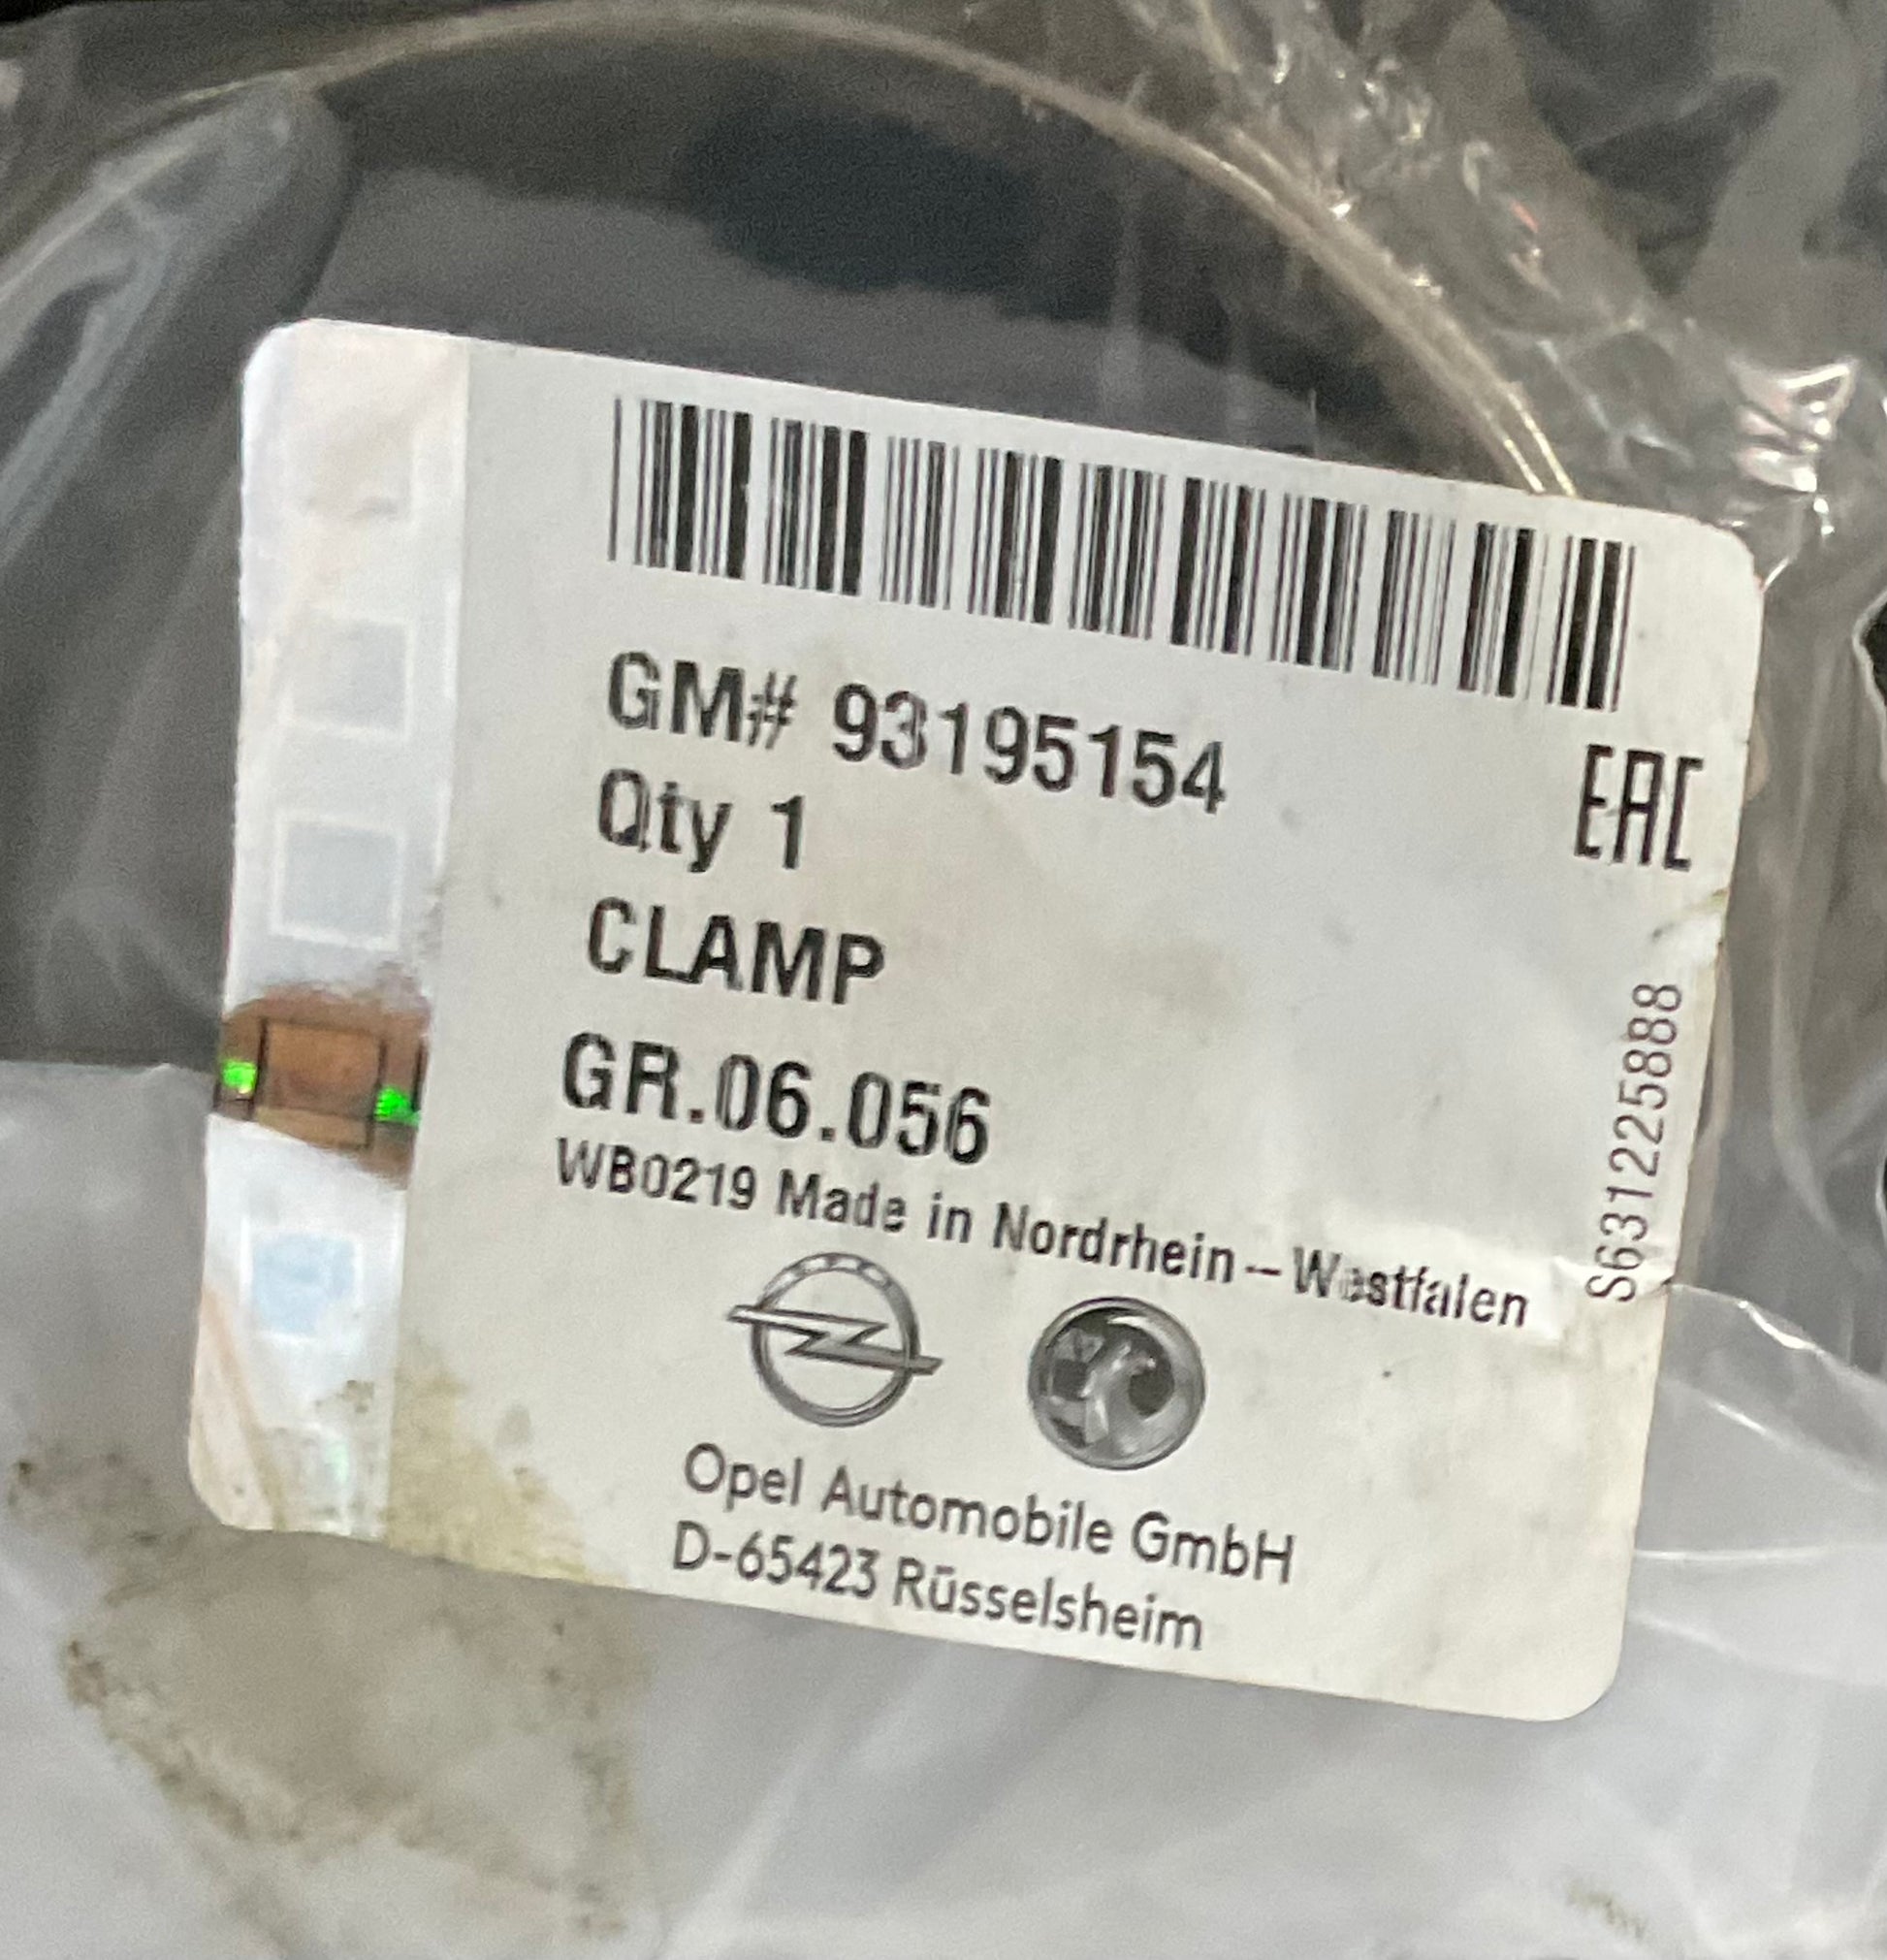 GM# 93195154
EAC
Qty 1
CLAMP
GR.06.056
WB0219 Made in Nordrhein-Westfalen
S631225888
Opel Automobile GmbH
D-65423 Rüsselsheim